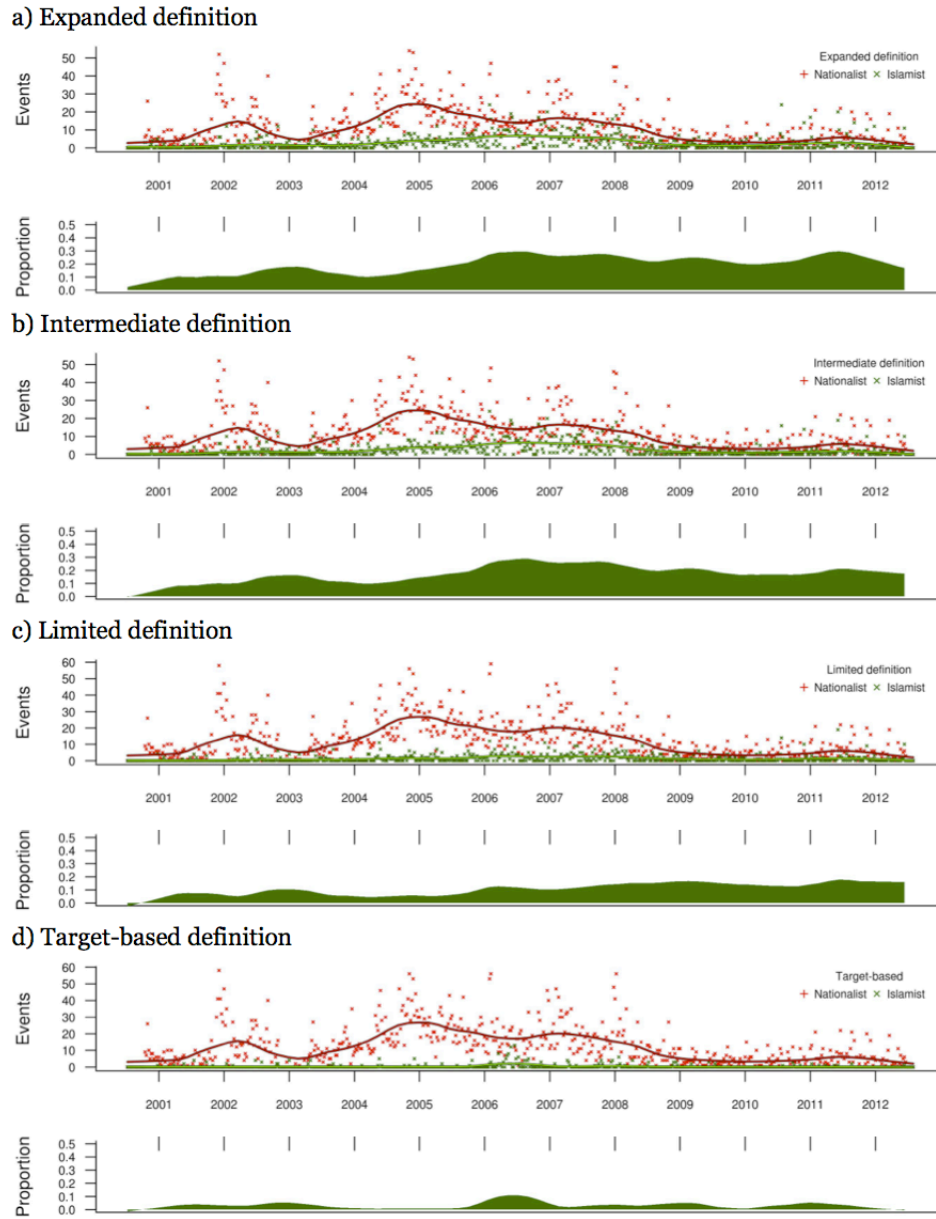 a) Expanded definition
Events
50
40
30
20
10
0
Expanded definition
Nationalist Islamist
2001 2002 2003 2004 2005 2006 2007 2008 2009 2010 2011 2012
Proportion
0.5
0.4
0.3
0.2
0.1
0.0
b) Intermediate definition
Events
50
40
30
20
10
0
Intermediate definition
Nationalist Islamist
2001 2002 2003 2004 2005 2006 2007 2008 2009 2010 2011 2012
Proportion
0.5
0.4
0.3
0.2
0.1
0.0
c) Limited definition
Events
60
50
40
30
20
10
0
Limited definition
Nationalist Islamist
2001 2002 2003 2004 2005 2006 2007 2008 2009 2010 2011 2012
Proportion
0.5
0.4
0.3
0.2
0.1
0.0
d) Target-based definition
Events
60
50
40
30
20
10
0
Target-based
Nationalist Islamist
2001 2002 2003 2004 2005 2006 2007 2008 2009 2010 2011 2012
Proportion
0.5
0.4
0.3
0.2
0.1
0.0